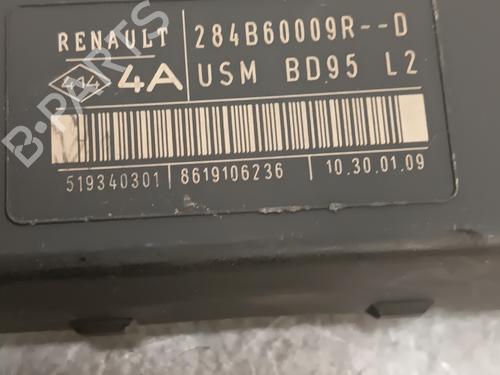 RENAULT 284B60009R--D
4A USM BD95 L2
519340301 8619106236 10.30.01.09
B-PARTS